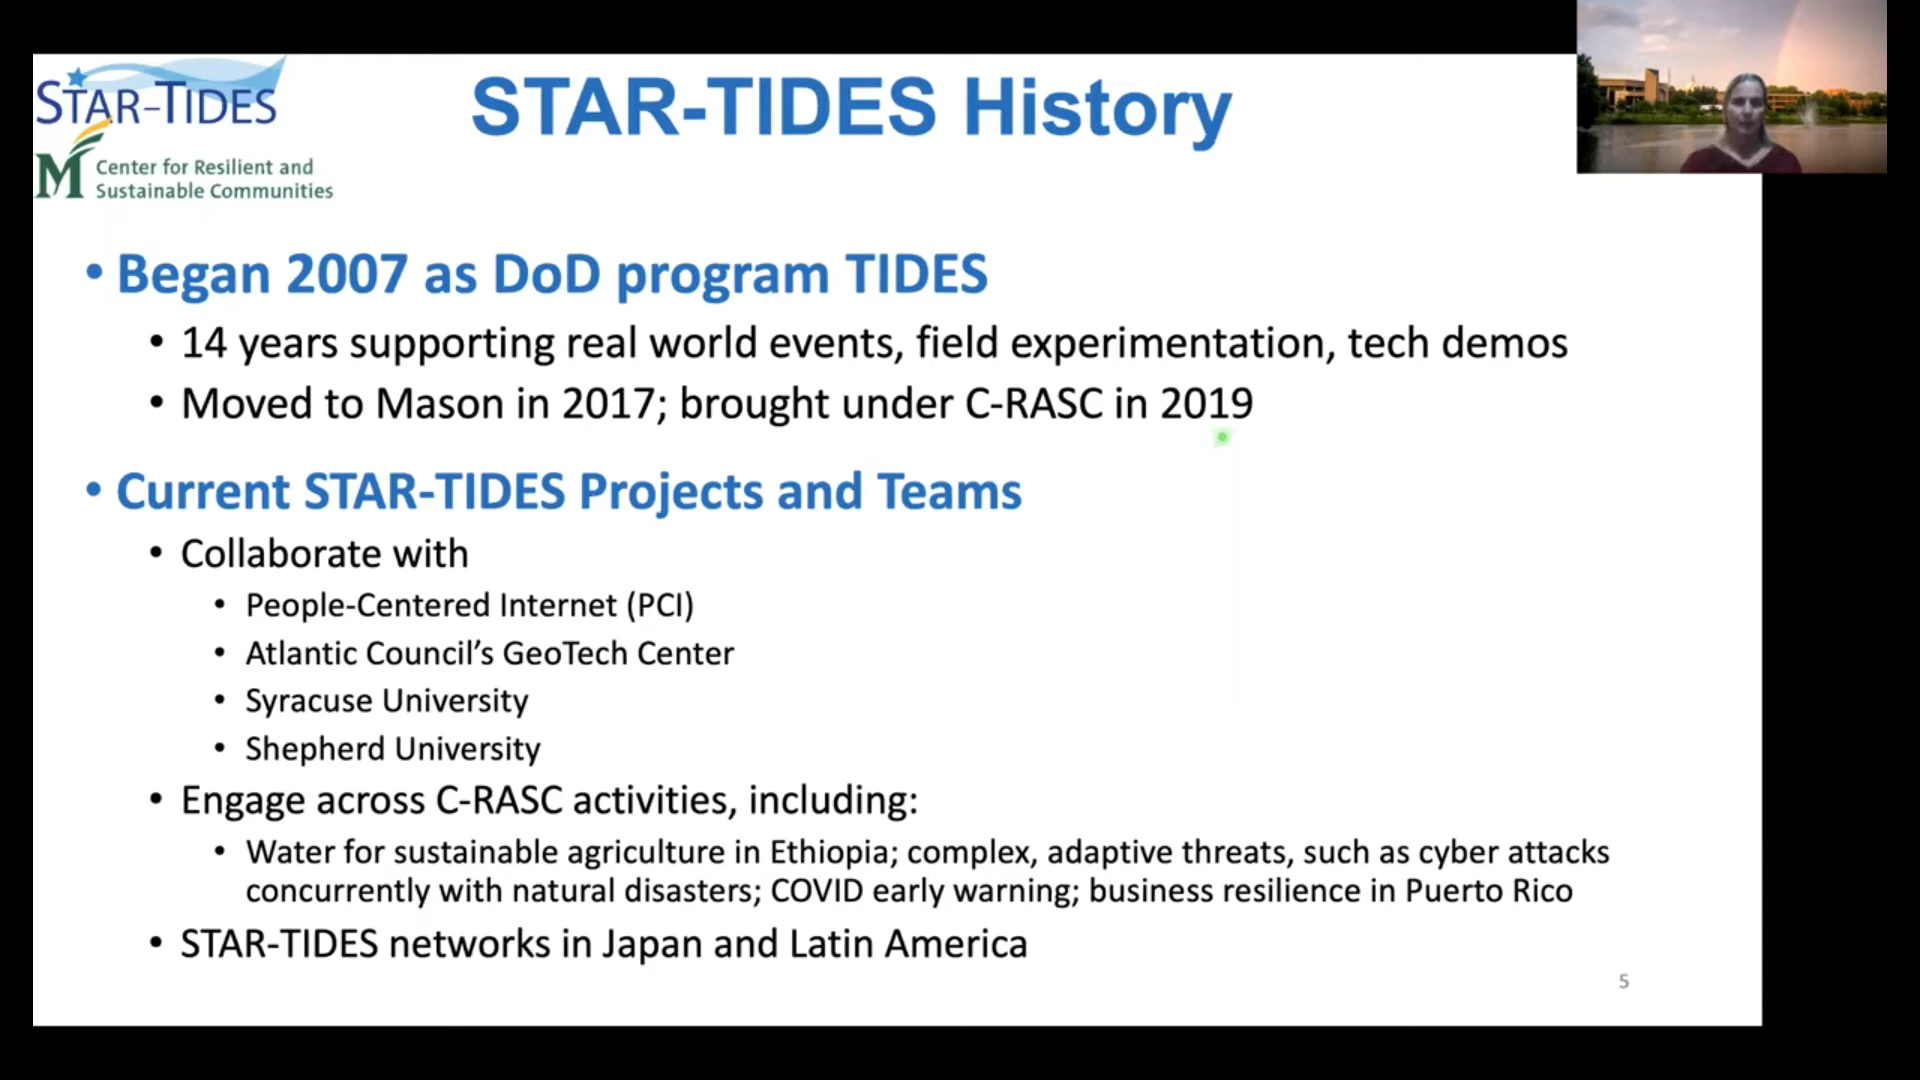 STAR-TIDES
M Center for Resilient and
Sustainable Communities
STAR-TIDES History
• Began 2007 as DoD program TIDES
• 14 years supporting real world events, field experimentation, tech demos
• Moved to Mason in 2017; brought under C-RASC in 2019
• Current STAR-TIDES Projects and Teams
• Collaborate with
• People-Centered Internet (PCI)
• Atlantic Council’s GeoTech Center
• Syracuse University
• Shepherd University
• Engage across C-RASC activities, including:
• Water for sustainable agriculture in Ethiopia; complex, adaptive threats, such as cyber attacks
concurrently with natural disasters; COVID early warning; business resilience in Puerto Rico
• STAR-TIDES networks in Japan and Latin America
5